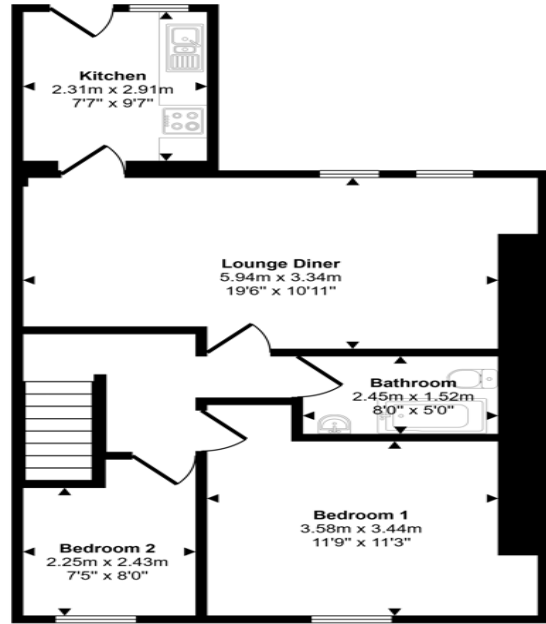 Kitchen
2.31m x 2.91m
7'7" x 9'7"
Lounge Diner
5.94m x 3.34m
19'6" x 10'11"
Bathroom
2.45m x 1.52m
8'0" x 5'0"
Bedroom 1
3.58m x 3.44m
11'9" x 11'3"
Bedroom 2
2.25m x 2.43m
7'5" x 8'0"